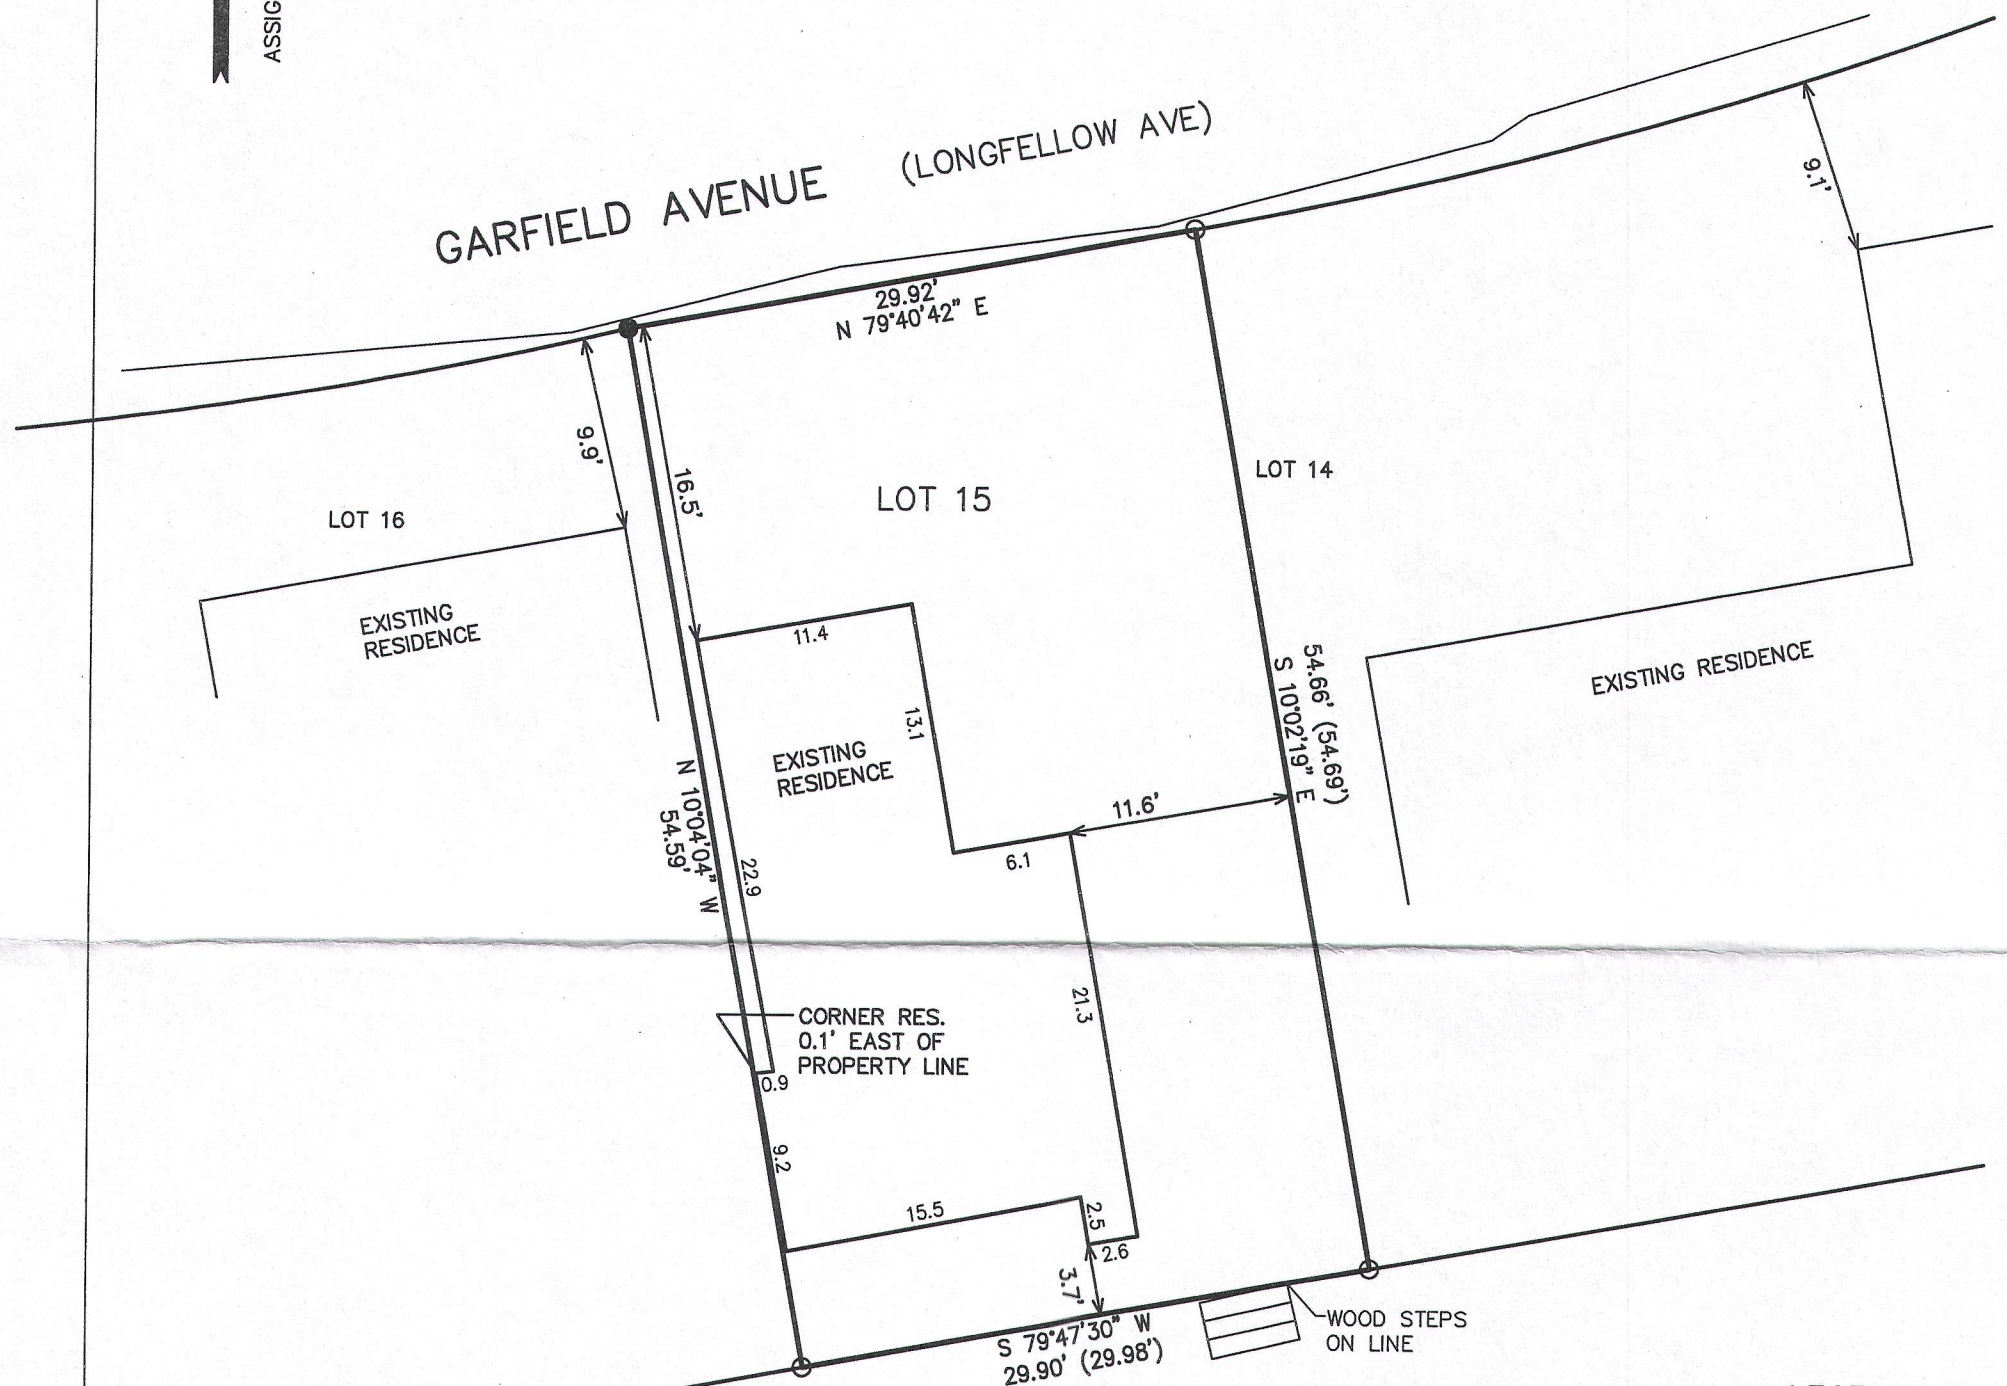 ASSIG
GARFIELD AVENUE (LONGFELLOW AVE)
29.92'
N 79°40'42" E
9.1'
9.9'
16.5'
LOT 16
LOT 15
LOT 14
EXISTING
RESIDENCE
11.4
13.1
EXISTING
RESIDENCE
54.66' (54.69')
S 10°02'19" E
EXISTING RESIDENCE
N 10°04'04" W
54.59'
22.9
11.6'
6.1
21.3
CORNER RES.
0.1' EAST OF
PROPERTY LINE
0.9
9.2
15.5
2.5
2.6
3.7'
S 79°47'30" W
29.90' (29.98')
WOOD STEPS
ON LINE